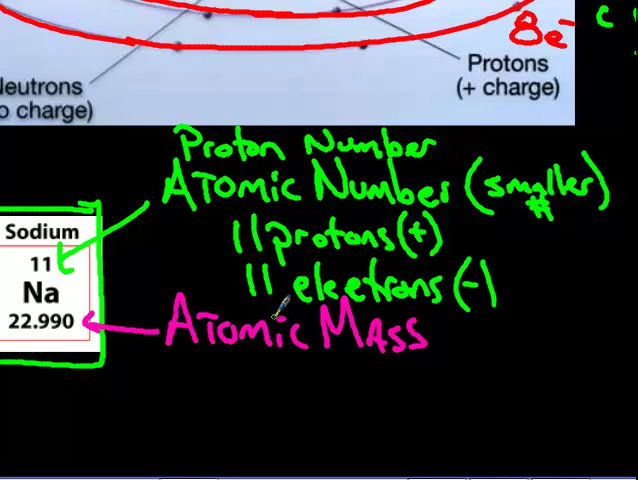 8e⁻
c
Protons
(+ charge)
Neutrons
o charge)
Proton Number
Atomic Number (smaller #)
11 protons (+)
11 electrons (-)
Atomic Mass
Sodium
11
Na
22.990